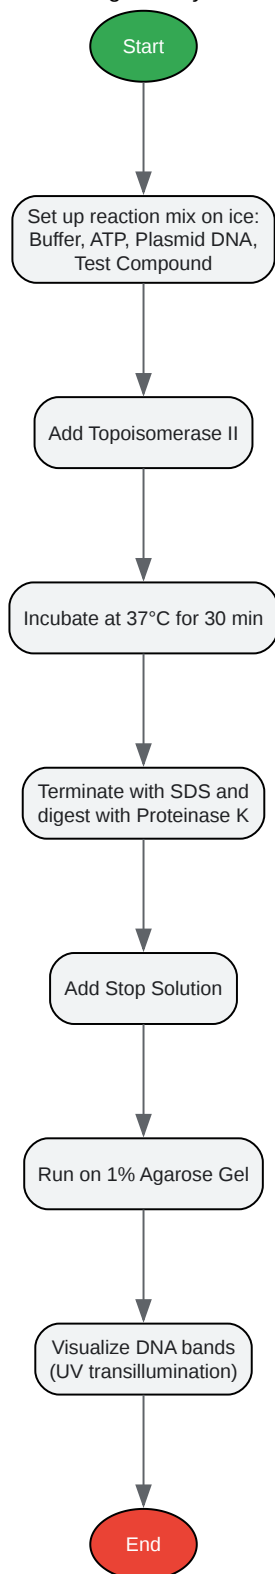 Start
Set up reaction mix on ice:
Buffer, ATP, Plasmid DNA,
Test Compound
Add Topoisomerase II
Incubate at 37°C for 30 min
Terminate with SDS and
digest with Proteinase K
Add Stop Solution
Run on 1% Agarose Gel
Visualize DNA bands
(UV transillumination)
End